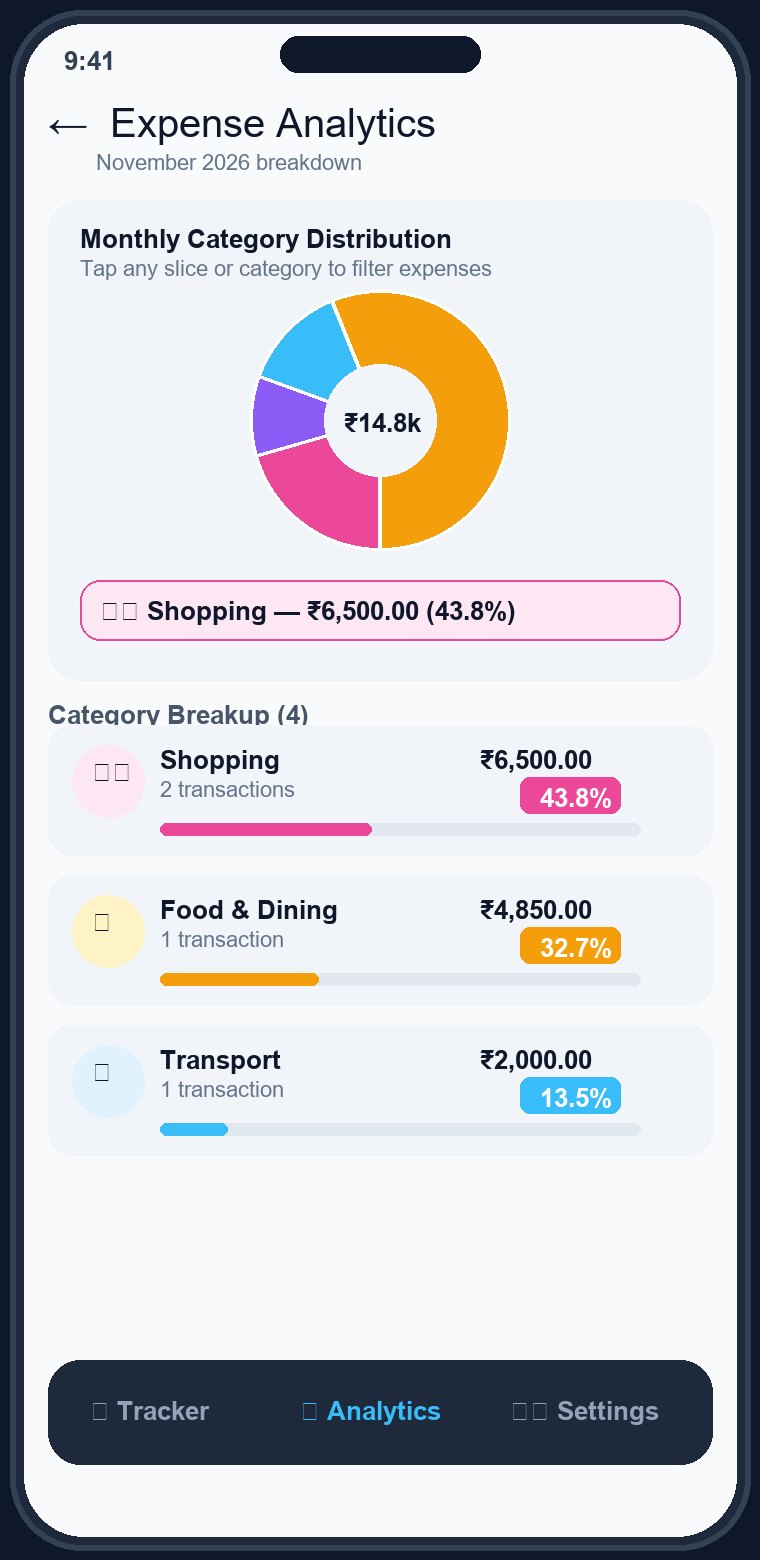 9:41
← Expense Analytics
November 2026 breakdown
Monthly Category Distribution
Tap any slice or category to filter expenses
₹14.8k
Shopping — ₹6,500.00 (43.8%)
Category Breakup (4)
Shopping ₹6,500.00
2 transactions 43.8%
Food & Dining ₹4,850.00
1 transaction 32.7%
Transport ₹2,000.00
1 transaction 13.5%
Tracker Analytics Settings